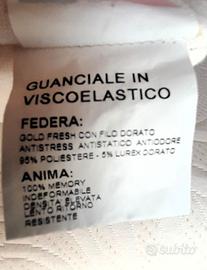 GUANCIALE IN
VISCOELASTICO
FEDERA:
GOLD FRESH CON FILO DORATO
ANTISTRESS ANTISTATICO ANTIODORE
95% POLIESTERE - 5% LUREX DORATO
ANIMA:
100% MEMORY
INDEFORMABILE
DENSITA ELEVATA
LENTO RITORNO
RESISTENTE
subito